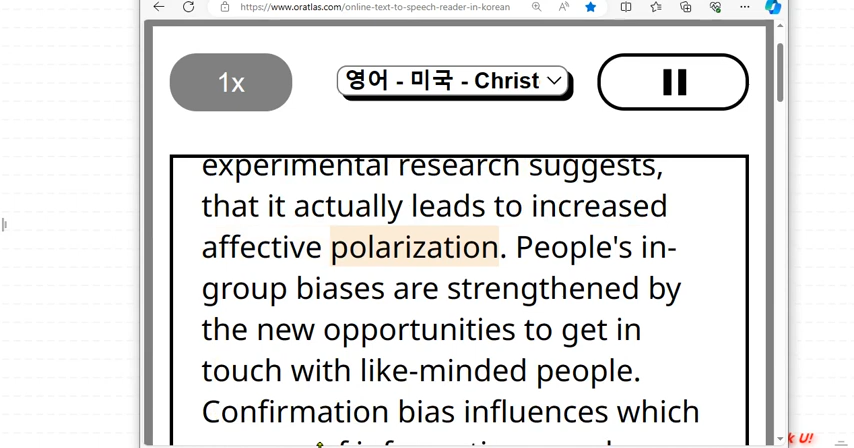 https://www.oratlas.com/online-text-to-speech-reader-in-korean
1x
영어 - 미국 - Christ
experimental research suggests,
that it actually leads to increased
affective polarization. People's in-
group biases are strengthened by
the new opportunities to get in
touch with like-minded people.
Confirmation bias influences which
k U!